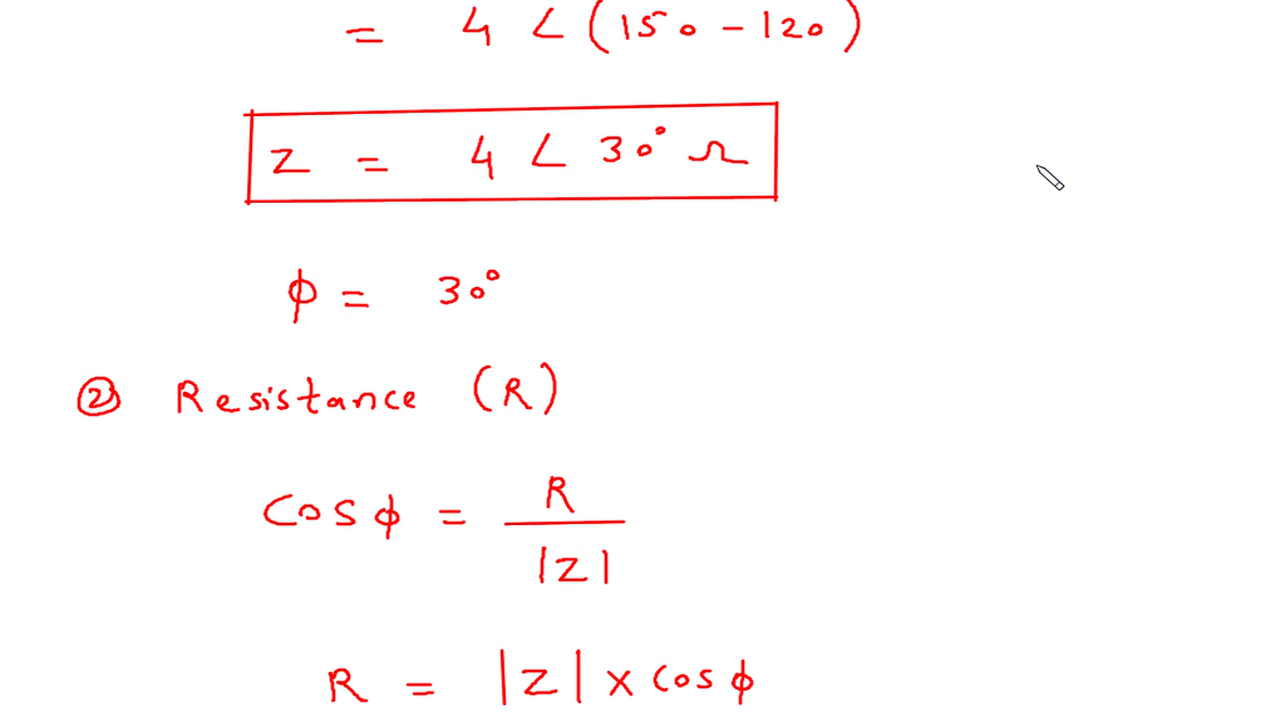 = 4 ∠ (150 - 120)
Z = 4 ∠ 30° Ω
ϕ = 30°
② Resistance (R)
Cos ϕ = R / |Z|
R = |Z| × cos ϕ